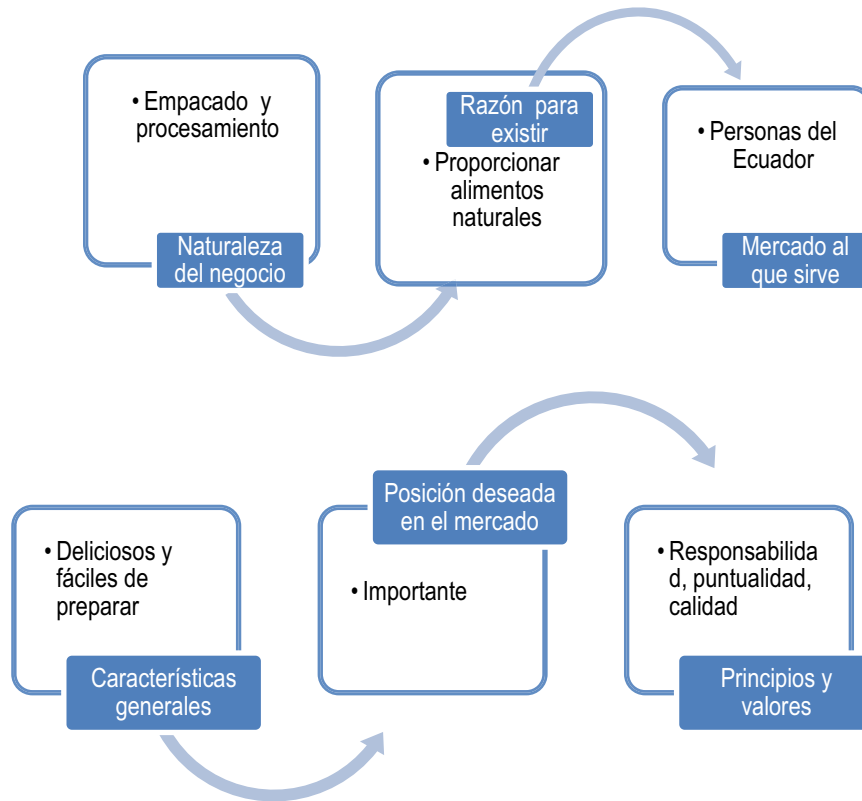 • Empacado y
procesamiento
Naturaleza
del negocio
Razón para
existir
• Proporcionar
alimentos
naturales
• Personas del
Ecuador
Mercado al
que sirve
• Deliciosos y
fáciles de
preparar
Características
generales
Posición deseada
en el mercado
• Importante
• Responsabilida
d, puntualidad,
calidad
Principios y
valores